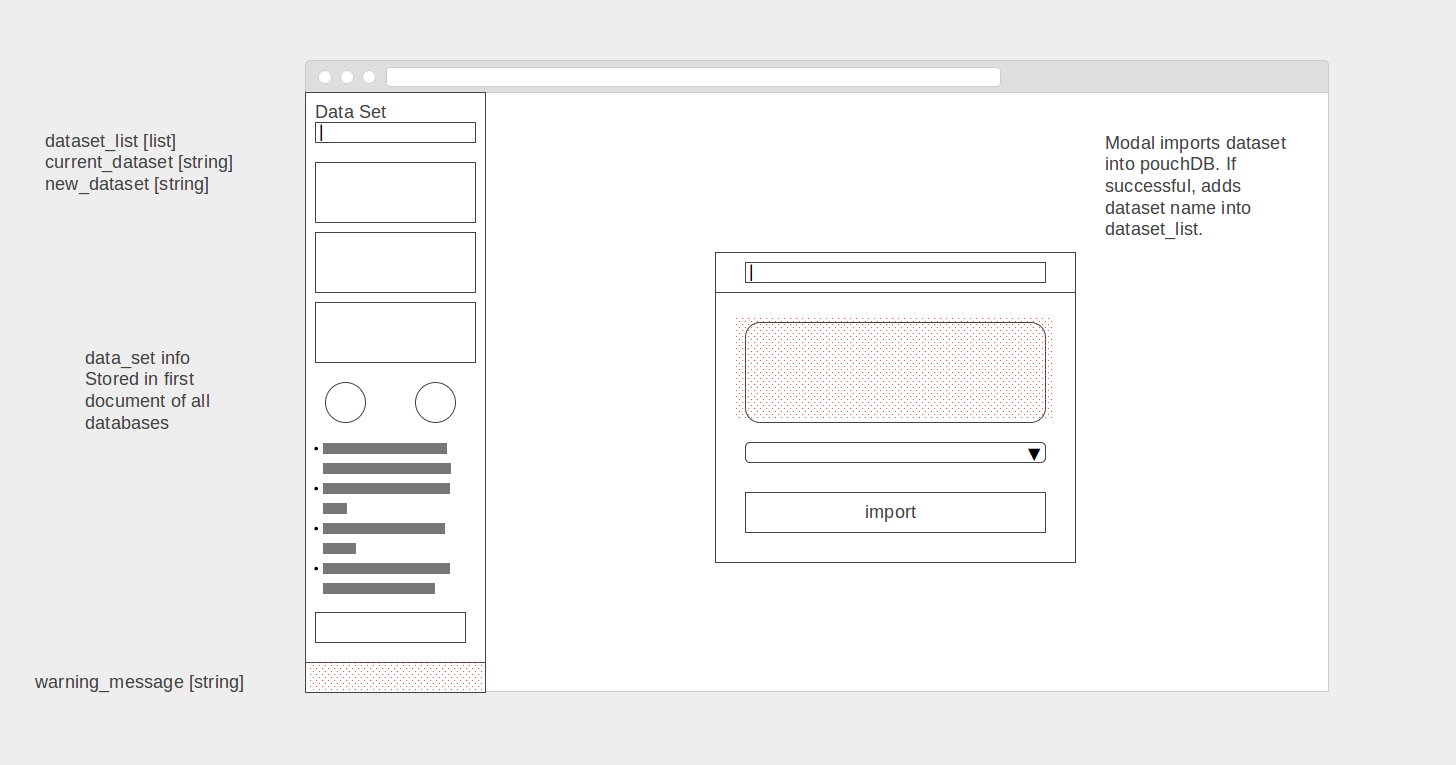 Data Set
dataset_list [list]
current_dataset [string]
new_dataset [string]
Modal imports dataset
into pouchDB. If
successful, adds
dataset name into
dataset_list.
data_set info
Stored in first
document of all
databases
import
warning_message [string]